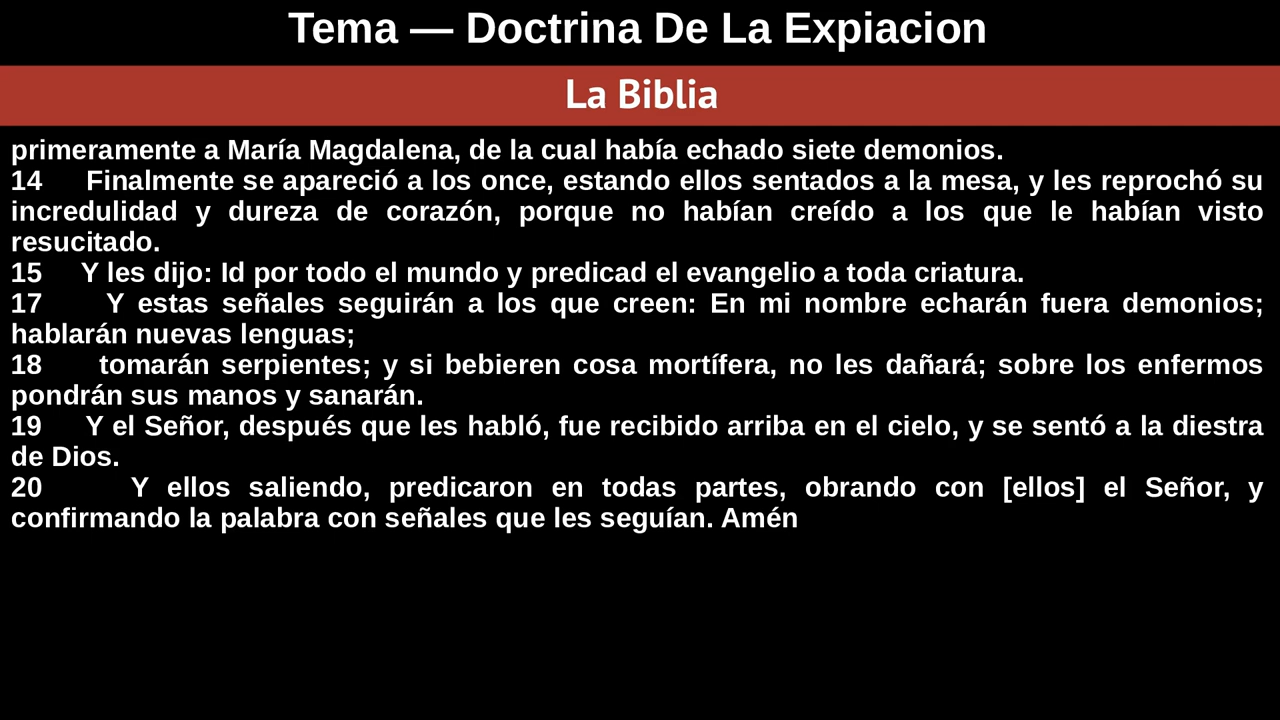 Tema — Doctrina De La Expiacion
La Biblia
primeramente a María Magdalena, de la cual había echado siete demonios.
14 Finalmente se apareció a los once, estando ellos sentados a la mesa, y les reprochó su
incredulidad y dureza de corazón, porque no habían creído a los que le habían visto
resucitado.
15 Y les dijo: Id por todo el mundo y predicad el evangelio a toda criatura.
17 Y estas señales seguirán a los que creen: En mi nombre echarán fuera demonios;
hablarán nuevas lenguas;
18 tomarán serpientes; y si bebieren cosa mortífera, no les dañará; sobre los enfermos
pondrán sus manos y sanarán.
19 Y el Señor, después que les habló, fue recibido arriba en el cielo, y se sentó a la diestra
de Dios.
20 Y ellos saliendo, predicaron en todas partes, obrando con [ellos] el Señor, y
confirmando la palabra con señales que les seguían. Amén